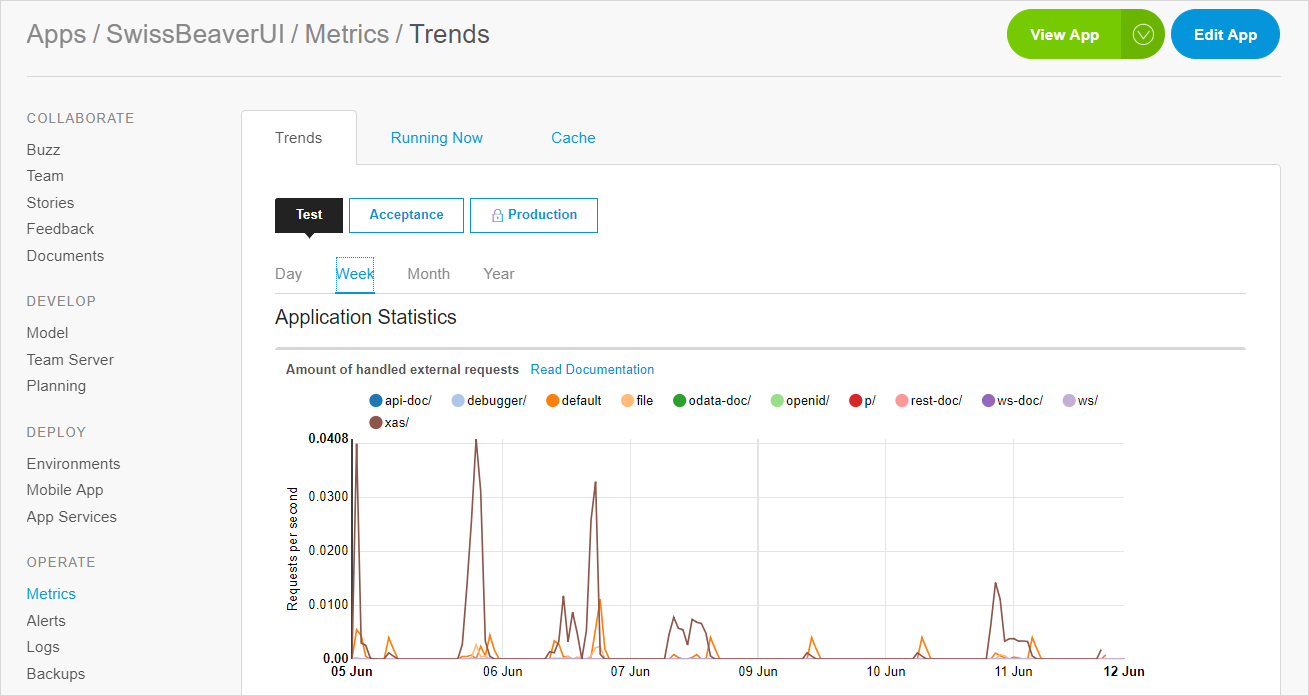 Apps / SwissBeaverUI / Metrics / Trends
View App
Edit App
COLLABORATE
Buzz
Team
Stories
Feedback
Documents
DEVELOP
Model
Team Server
Planning
DEPLOY
Environments
Mobile App
App Services
OPERATE
Metrics
Alerts
Logs
Backups
Trends Running Now Cache
Test Acceptance Production
Day Week Month Year
Application Statistics
Amount of handled external requests Read Documentation
api-doc/ debugger/ default file odata-doc/ openid/ p/ rest-doc/ ws-doc/ ws/
xas/
Requests per second
0.0408
0.0300
0.0200
0.0100
0.00
05 Jun 06 Jun 07 Jun 09 Jun 10 Jun 11 Jun 12 Jun